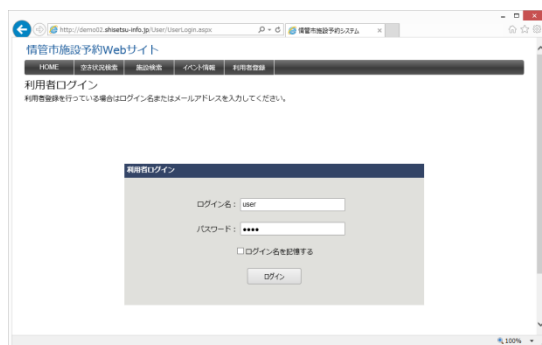 http://demo02.shisetsu-info.jp/User/UserLogin.aspx
情管市施設予約システム
情管市施設予約Webサイト
HOME 空き状況検索 施設検索 イベント情報 利用者登録
利用者ログイン
利用者登録を行っている場合はログイン名またはメールアドレスを入力してください。
利用者ログイン
ログイン名： user
パスワード： ●●●●
ログイン名を記憶する
ログイン
100%